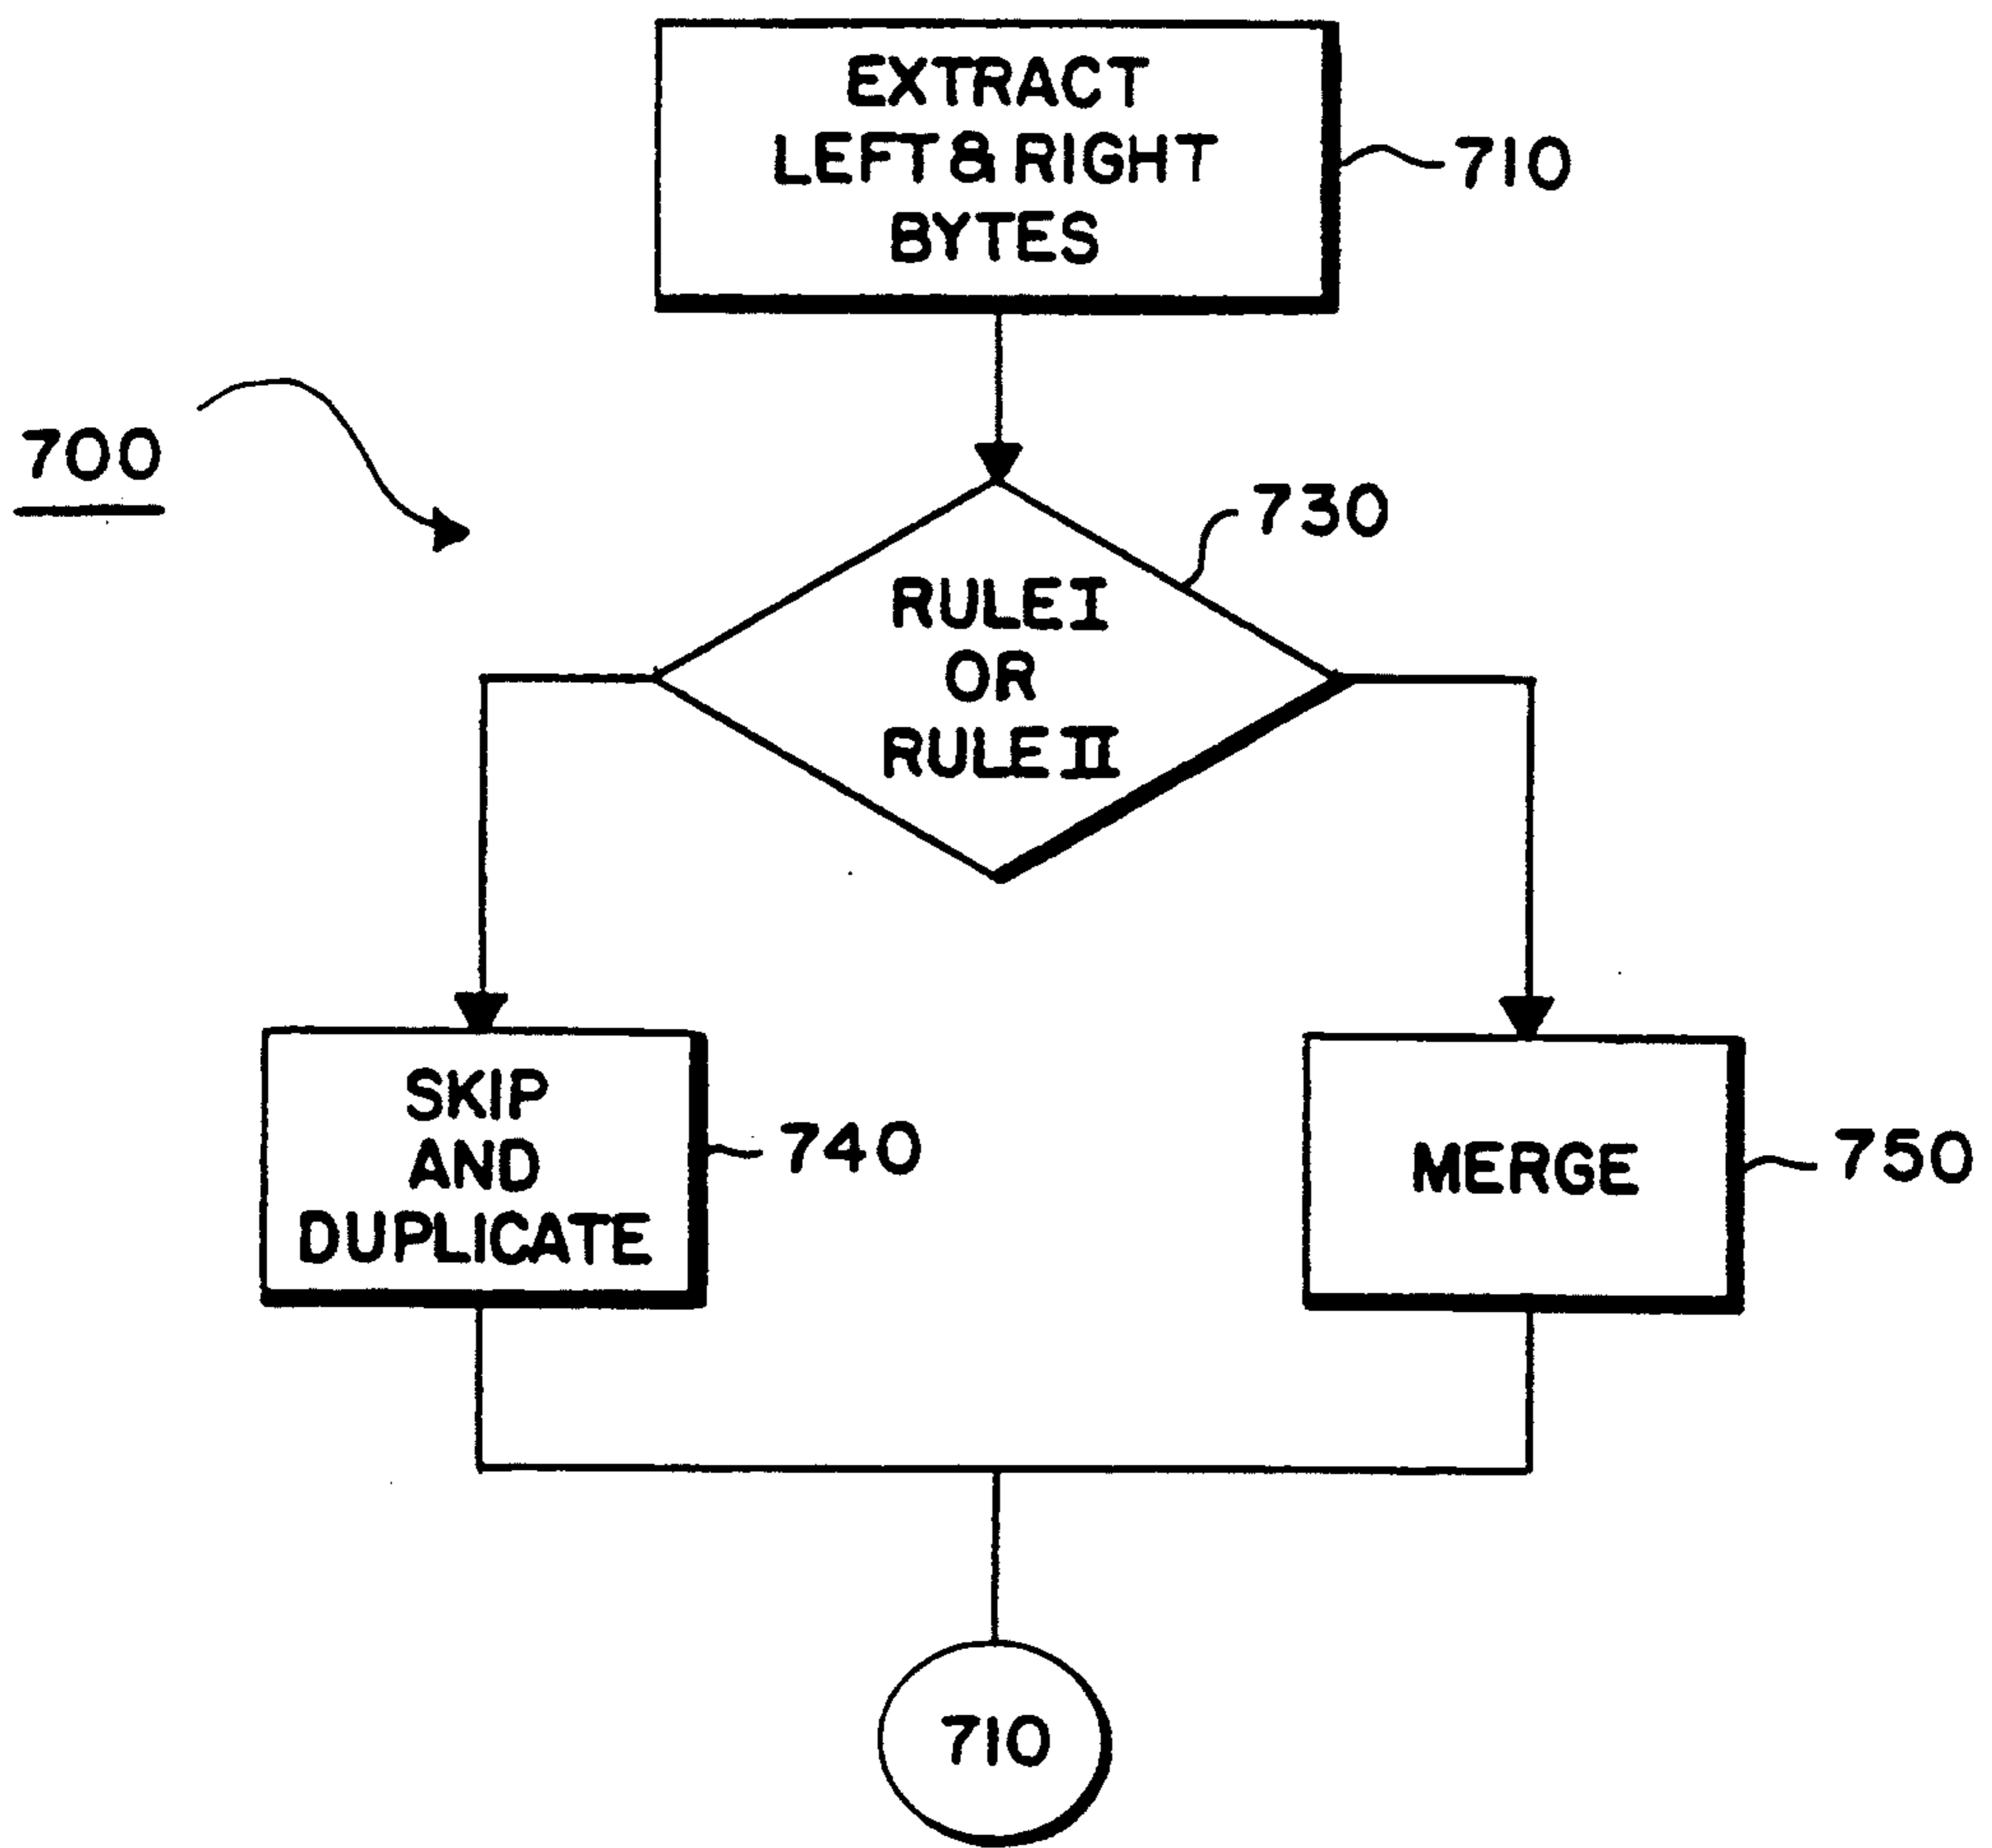 EXTRACT
LEFT & RIGHT
BYTES
710
700
730
RULE I
OR
RULE II
SKIP
AND
DUPLICATE
740
MERGE
750
710